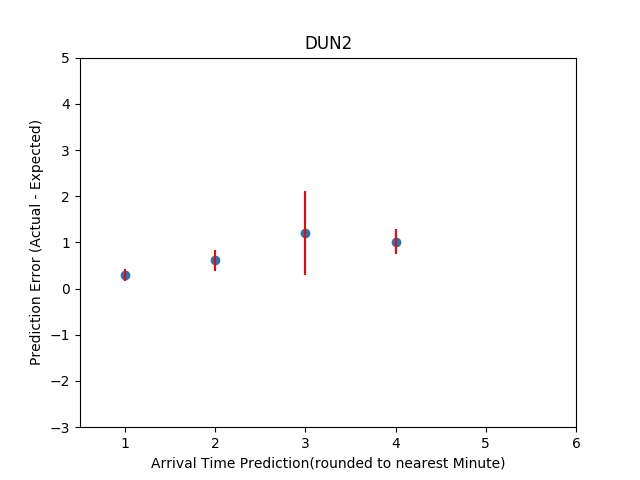 DUN2
Prediction Error (Actual - Expected)
5
4
3
2
1
0
−1
−2
−3
1 2 3 4 5 6
Arrival Time Prediction(rounded to nearest Minute)